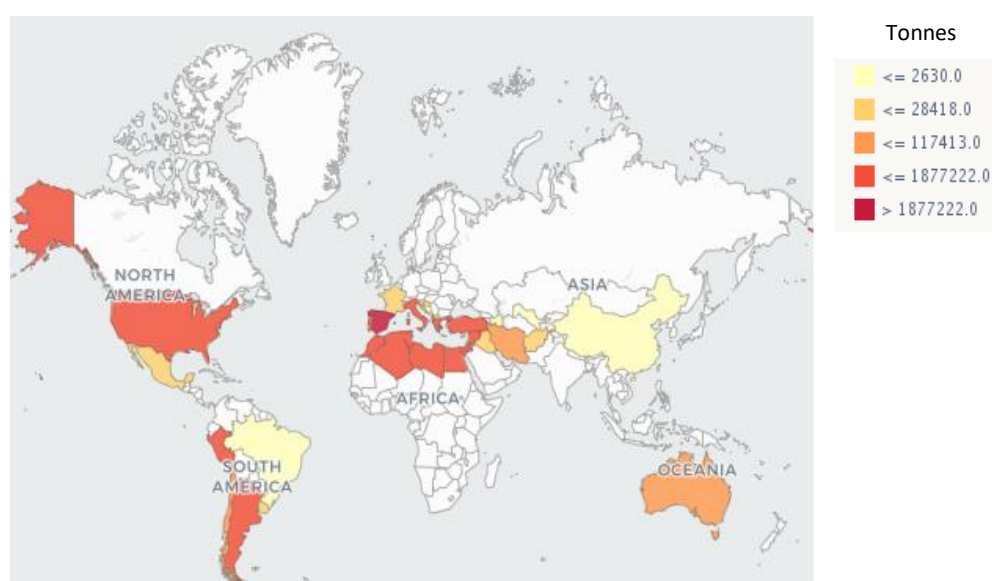 Tonnes
<= 2630.0
<= 28418.0
<= 117413.0
<= 1877222.0
> 1877222.0
NORTH
AMERICA
ASIA
AFRICA
SOUTH
AMERICA
OCEANIA